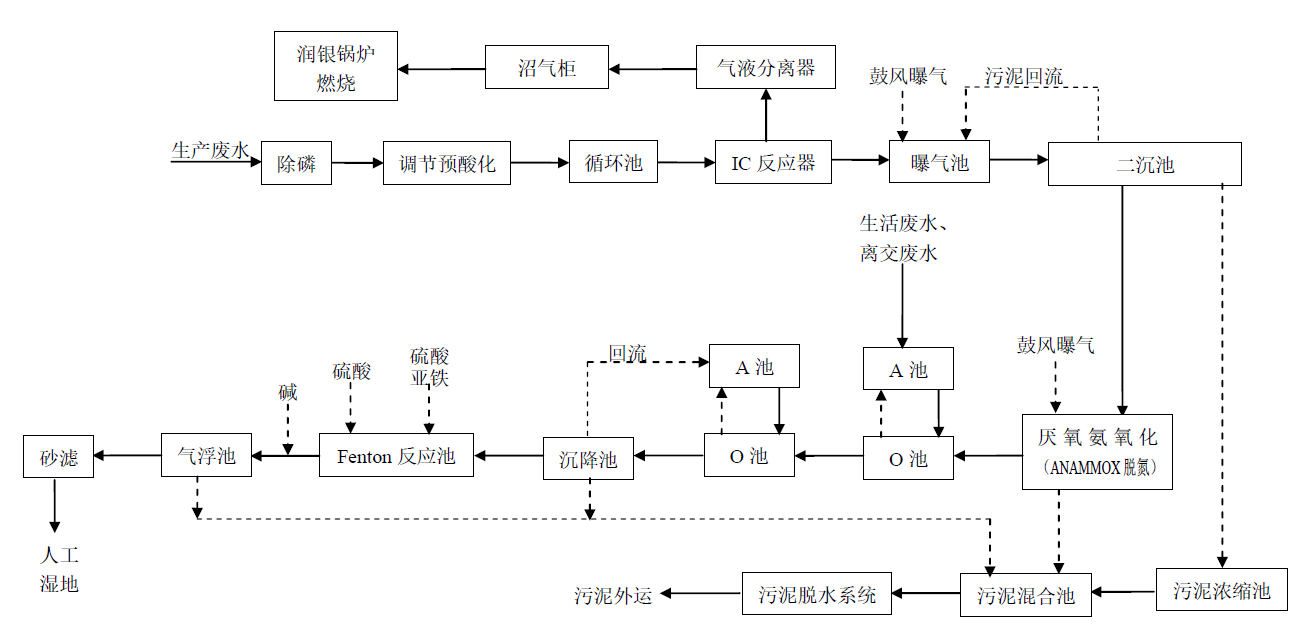 润银锅炉
燃烧
沼气柜
气液分离器
鼓风曝气
污泥回流
生产废水
除磷
调节预酸化
循环池
IC 反应器
曝气池
二沉池
生活废水、
离交废水
鼓风曝气
回流
A 池
A 池
硫酸
亚铁
硫酸
碱
砂滤
气浮池
Fenton 反应池
沉降池
O 池
O 池
厌氧氨氧化
（ANAMMOX 脱氮）
人工
湿地
污泥外运
污泥脱水系统
污泥混合池
污泥浓缩池